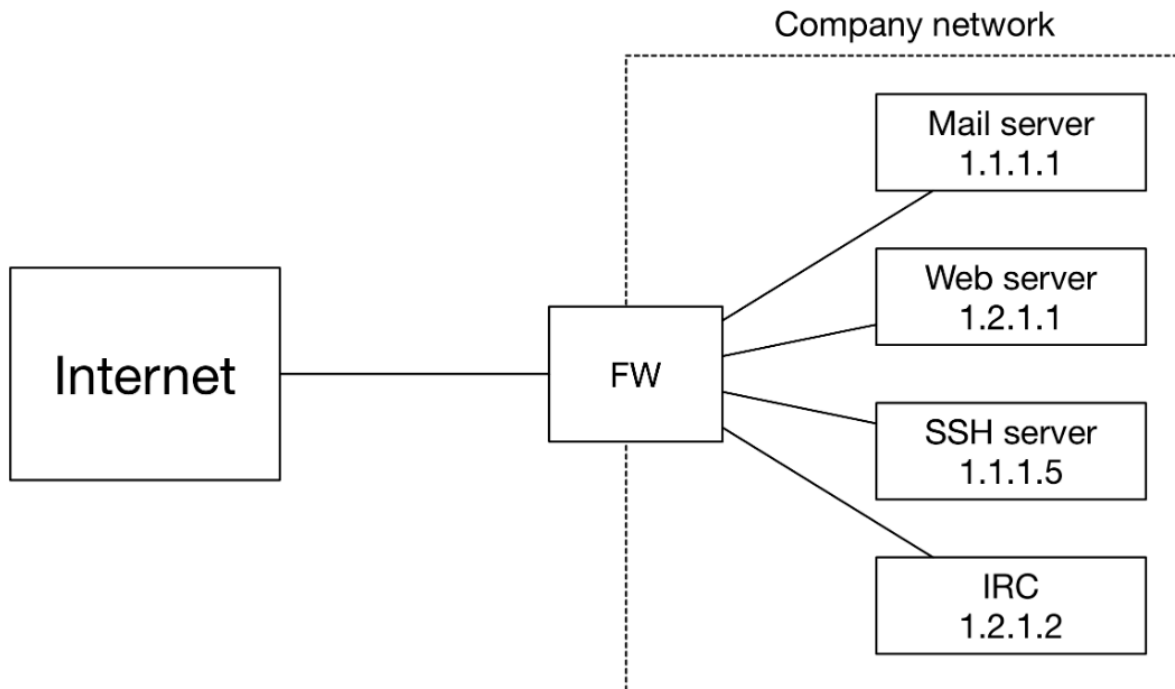 Company network
Mail server
1.1.1.1
Web server
1.2.1.1
Internet
FW
SSH server
1.1.1.5
IRC
1.2.1.2